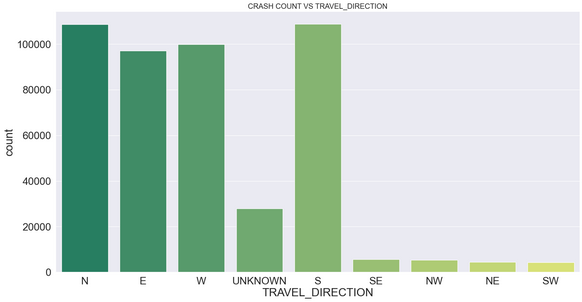 CRASH COUNT VS TRAVEL_DIRECTION
100000
80000
60000
40000
20000
0
count
N E W UNKNOWN S SE NW NE SW
TRAVEL_DIRECTION